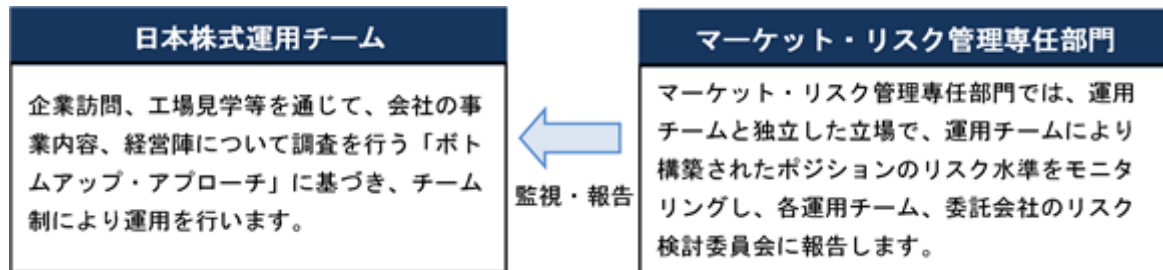 日本株式運用チーム
企業訪問、工場見学等を通じて、会社の事
業内容、経営陣について調査を行う「ボト
ムアップ・アプローチ」に基づき、チーム
制により運用を行います。
監視・報告
マーケット・リスク管理専任部門
マーケット・リスク管理専任部門では、運用
チームと独立した立場で、運用チームにより
構築されたポジションのリスク水準をモニタ
リングし、各運用チーム、委託会社のリスク
検討委員会に報告します。